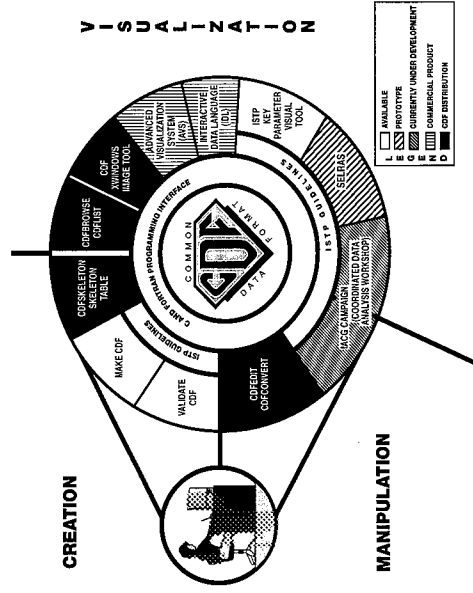 VISUALIZATION
CREATION
MANIPULATION
CDFSKELETON
SKELETON
TABLE
CDFBROWSE
CDFLIST
CDF
XWINDOWS
IMAGE TOOL
ADVANCED
VISUALIZATION
SYSTEM
(AVS)
INTERACTIVE
DATA LANGUAGE
(IDL)
ISTP
KEY
PARAMETER
VISUAL
TOOL
SELRAS
IACG CAMPAIGN
(COORDINATED DATA
ANALYSIS WORKSHOP)
CDFEDIT
CDFCONVERT
VALIDATE
CDF
MAKE CDF
ISTP GUIDELINES
C AND FORTRAN PROGRAMMING INTERFACE
ISTP GUIDELINES
COMMON
CDF
DATA
FORMAT
LEGEND
AVAILABLE
PROTOTYPE
CURRENTLY UNDER DEVELOPMENT
COMMERCIAL PRODUCT
CDF DISTRIBUTION